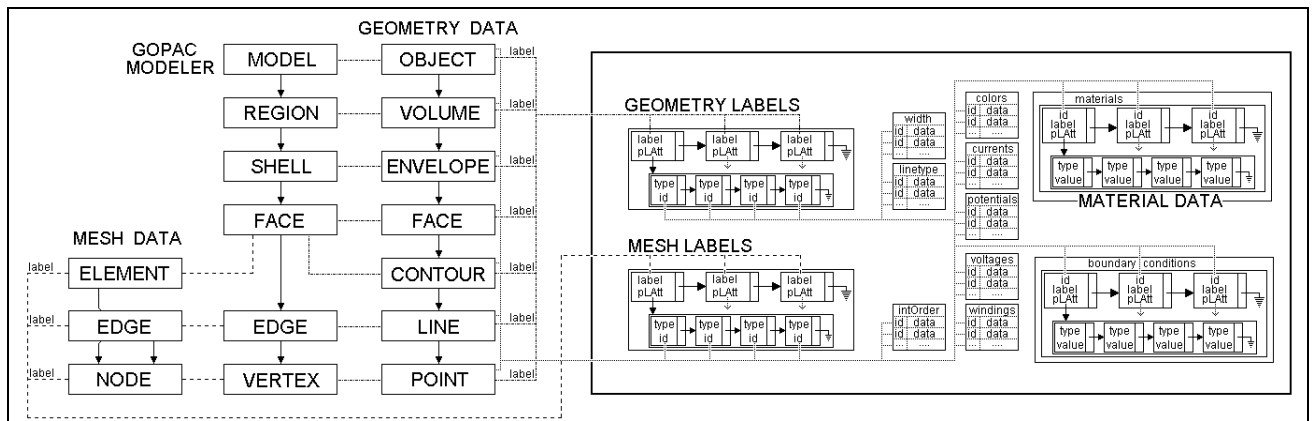 GEOMETRY DATA
GOPAC
MODELER
MODEL
OBJECT
label
REGION
VOLUME
label
SHELL
ENVELOPE
label
FACE
FACE
label
MESH DATA
label
ELEMENT
CONTOUR
label
label
EDGE
EDGE
LINE
label
label
NODE
VERTEX
POINT
label
GEOMETRY LABELS
label
pLAtt
label
pLAtt
label
pLAtt
type
id
type
id
type
id
type
id
MESH LABELS
label
pLAtt
label
pLAtt
label
pLAtt
type
id
type
id
type
id
type
id
width
id data
id data
... ....
linetype
id data
id data
... ....
intOrder
id data
id data
... ....
colors
id data
id data
... ....
currents
id data
id data
... ....
potentials
id data
id data
... ....
voltages
id data
id data
... ....
windings
id data
id data
... ....
materials
id
label
pLAtt
id
label
pLAtt
id
label
pLAtt
type
value
type
value
type
value
type
value
MATERIAL DATA
boundary conditions
id
label
pLAtt
id
label
pLAtt
id
label
pLAtt
type
value
type
value
type
value
type
value